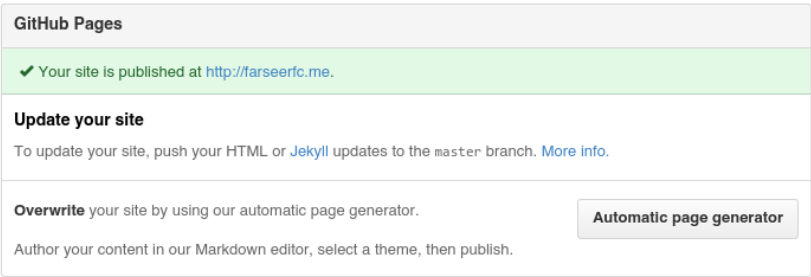 GitHub Pages
✔ Your site is published at http://farseerfc.me.
Update your site
To update your site, push your HTML or Jekyll updates to the master branch. More info.
Overwrite your site by using our automatic page generator.
Automatic page generator
Author your content in our Markdown editor, select a theme, then publish.